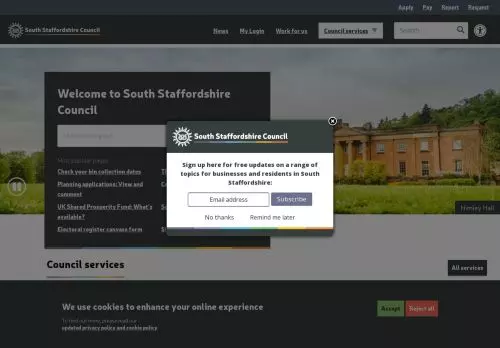 Apply Pay Report Request
South Staffordshire Council
News My Login Work for us Council services Search
Welcome to South Staffordshire
Council
Check your bin collection dates
Planning applications: View and
comment
UK Shared Prosperity Fund: What's
available?
Electoral register canvass form
South Staffordshire Council
Sign up here for free updates on a range of
topics for businesses and residents in South
Staffordshire:
Email address Subscribe
No thanks Remind me later
Himley Hall
Council services
All services
We use cookies to enhance your online experience
To find out more, please read our
updated privacy policy and cookie policy
Accept Reject all